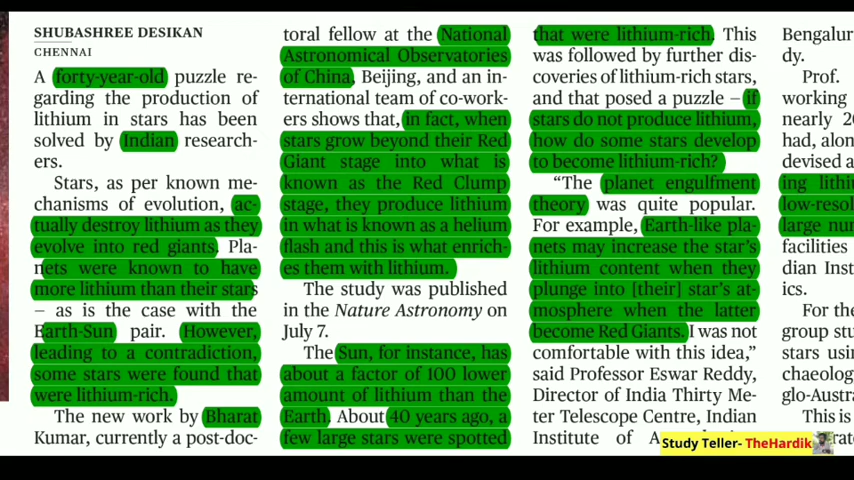 SHUBASHREE DESIKAN
CHENNAI
A forty-year-old puzzle re-
garding the production of
lithium in stars has been
solved by Indian research-
ers.
Stars, as per known me-
chanisms of evolution, ac-
tually destroy lithium as they
evolve into red giants. Pla-
nets were known to have
more lithium than their stars
– as is the case with the
Earth-Sun pair. However,
leading to a contradiction,
some stars were found that
were lithium-rich.
The new work by Bharat
Kumar, currently a post-doc-
toral fellow at the National
Astronomical Observatories
of China, Beijing, and an in-
ternational team of co-work-
ers shows that, in fact, when
stars grow beyond their Red
Giant stage into what is
known as the Red Clump
stage, they produce lithium
in what is known as a helium
flash and this is what enrich-
es them with lithium.
The study was published
in the Nature Astronomy on
July 7.
The Sun, for instance, has
about a factor of 100 lower
amount of lithium than the
Earth. About 40 years ago, a
few large stars were spotted
that were lithium-rich. This
was followed by further dis-
coveries of lithium-rich stars,
and that posed a puzzle – if
stars do not produce lithium,
how do some stars develop
to become lithium-rich?
“The planet engulfment
theory was quite popular.
For example, Earth-like pla-
nets may increase the star’s
lithium content when they
plunge into [their] star’s at-
mosphere when the latter
become Red Giants. I was not
comfortable with this idea,”
said Professor Eswar Reddy,
Director of India Thirty Me-
ter Telescope Centre, Indian
Institute of
Bengalur
dy.
Prof.
working
nearly 2
had, alon
devised a
ing lithi
low-resol
large nur
facilities
dian Inst
ics.
For the
group stu
stars usin
chaeolog
glo-Austra
This is
Study Teller- TheHardik